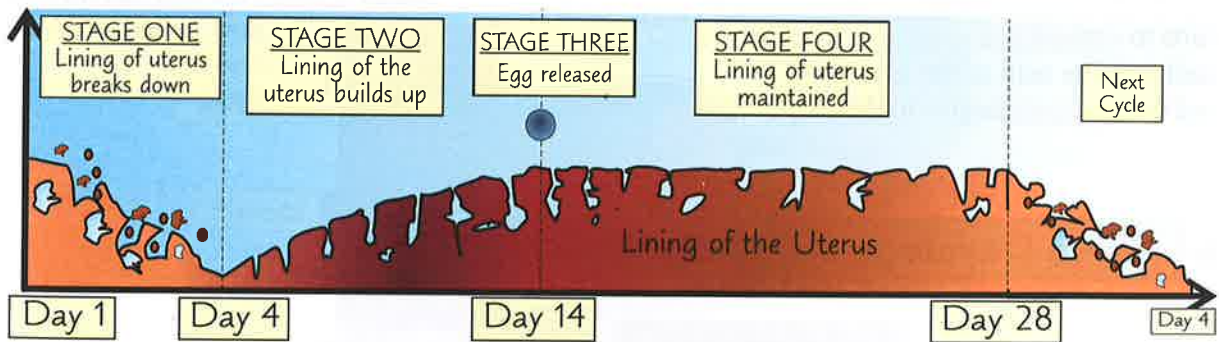 STAGE ONE
Lining of uterus
breaks down
STAGE TWO
Lining of the
uterus builds up
STAGE THREE
Egg released
STAGE FOUR
Lining of uterus
maintained
Next
Cycle
Lining of the Uterus
Day 1
Day 4
Day 14
Day 28
Day 4